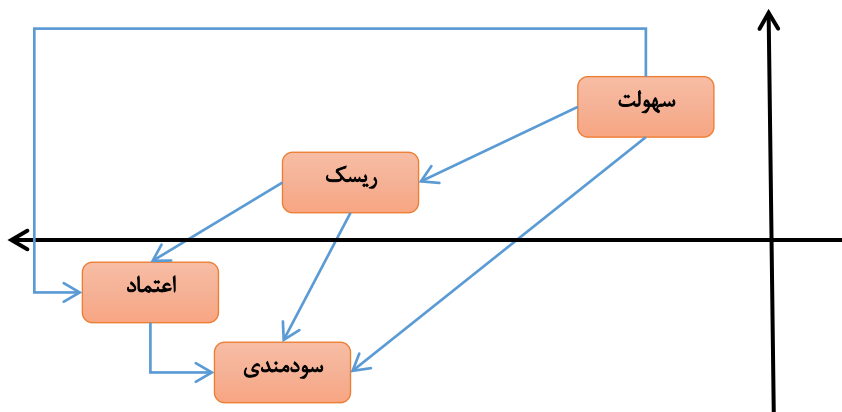 سهولت
ریسک
اعتماد
سودمندی